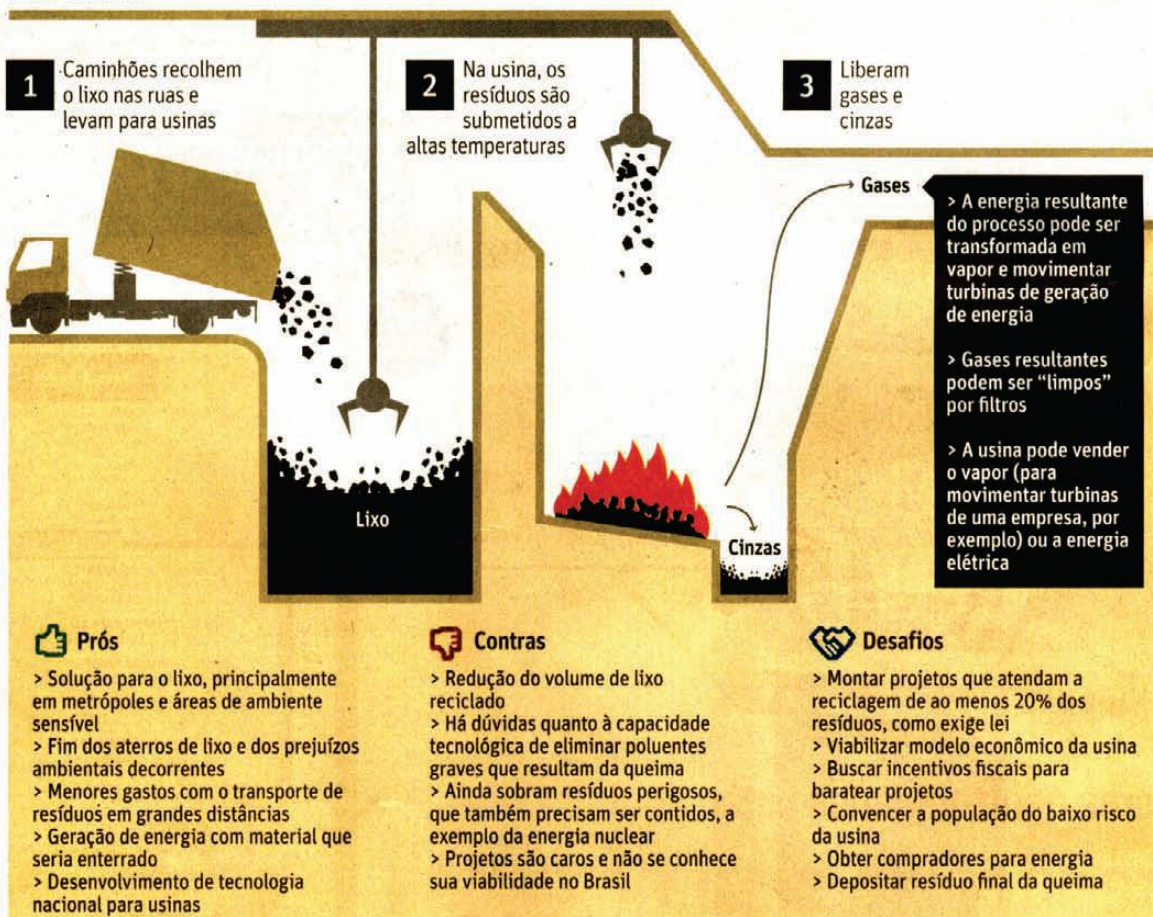 1
Caminhões recolhem
o lixo nas ruas e
levam para usinas
2
Na usina, os
resíduos são
submetidos a
altas temperaturas
3
Liberam
gases e
cinzas
Gases
> A energia resultante
do processo pode ser
transformada em
vapor e movimentar
turbinas de geração
de energia
> Gases resultantes
podem ser “limpos”
por filtros
> A usina pode vender
o vapor (para
movimentar turbinas
de uma empresa, por
exemplo) ou a energia
elétrica
Lixo
Cinzas
Prós
> Solução para o lixo, principalmente
em metrópoles e áreas de ambiente
sensível
> Fim dos aterros de lixo e dos prejuízos
ambientais decorrentes
> Menores gastos com o transporte de
resíduos em grandes distâncias
> Geração de energia com material que
seria enterrado
> Desenvolvimento de tecnologia
nacional para usinas
Contras
> Redução do volume de lixo
reciclado
> Há dúvidas quanto à capacidade
tecnológica de eliminar poluentes
graves que resultam da queima
> Ainda sobram resíduos perigosos,
que também precisam ser contidos, a
exemplo da energia nuclear
> Projetos são caros e não se conhece
sua viabilidade no Brasil
Desafios
> Montar projetos que atendam a
reciclagem de ao menos 20% dos
resíduos, como exige lei
> Viabilizar modelo econômico da usina
> Buscar incentivos fiscais para
baratear projetos
> Convencer a população do baixo risco
da usina
> Obter compradores para energia
> Depositar resíduo final da queima